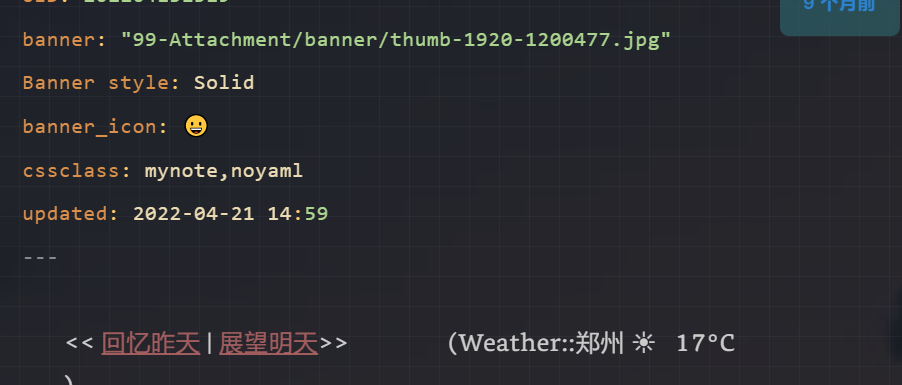 9 个月前
banner: "99-Attachment/banner/thumb-1920-1200477.jpg"
Banner style: Solid
banner_icon: 😀
cssclass: mynote,noyaml
updated: 2022-04-21 14:59
---
<< 回忆昨天 | 展望明天>> (Weather::郑州 ☀ 17°C
)